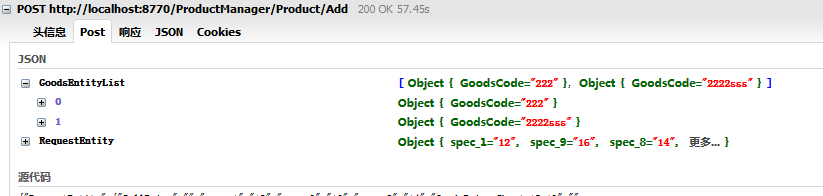 POST http://localhost:8770/ProductManager/Product/Add 200 OK 57.45s
头信息 Post 响应 JSON Cookies
JSON
GoodsEntityList [ Object { GoodsCode="222" }, Object { GoodsCode="2222sss" } ]
0 Object { GoodsCode="222" }
1 Object { GoodsCode="2222sss" }
RequestEntity Object { spec_1="12", spec_9="16", spec_8="14", 更多... }
源代码